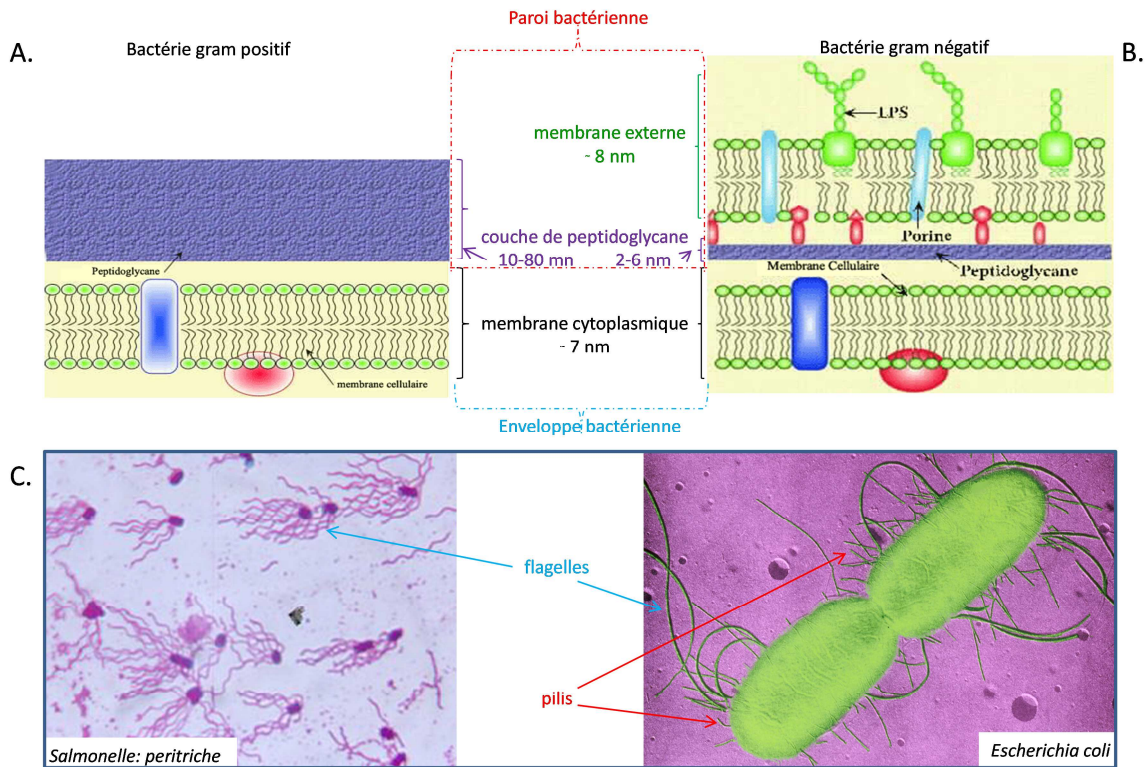 Paroi bactérienne
A.
Bactérie gram positif
Bactérie gram négatif
B.
LPS
membrane externe
~ 8 nm
couche de peptidoglycane
10-80 mn
2-6 nm
Porine
Peptidoglycane
Membrane Cellulaire
Peptidoglycane
membrane cytoplasmique
~ 7 nm
membrane cellulaire
Enveloppe bactérienne
C.
flagelles
pilis
Salmonelle: peritriche
Escherichia coli